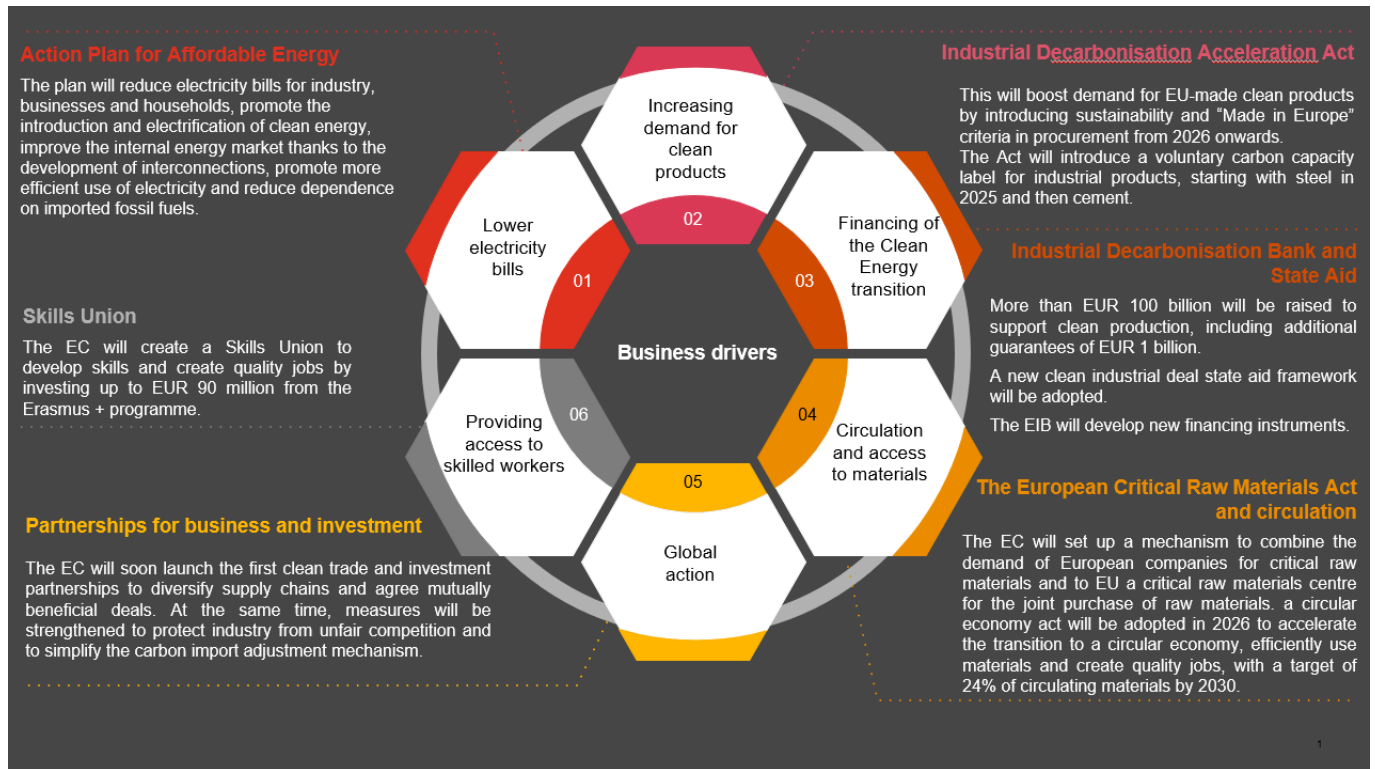 Action Plan for Affordable Energy
The plan will reduce electricity bills for industry,
businesses and households, promote the
introduction and electrification of clean energy,
improve the internal energy market thanks to the
development of interconnections, promote more
efficient use of electricity and reduce dependence
on imported fossil fuels.
Skills Union
The EC will create a Skills Union to
develop skills and create quality jobs by
investing up to EUR 90 million from the
Erasmus + programme.
Partnerships for business and investment
The EC will soon launch the first clean trade and investment
partnerships to diversify supply chains and agree mutually
beneficial deals. At the same time, measures will be
strengthened to protect industry from unfair competition and
to simplify the carbon import adjustment mechanism.
Lower
electricity
bills
01
Increasing
demand for
clean
products
02
Financing of
the Clean
Energy
transition
03
Business drivers
04
Circulation
and access
to materials
05
Global
action
06
Providing
access to
skilled workers
Industrial Decarbonisation Acceleration Act
This will boost demand for EU-made clean products
by introducing sustainability and “Made in Europe”
criteria in procurement from 2026 onwards.
The Act will introduce a voluntary carbon capacity
label for industrial products, starting with steel in
2025 and then cement.
Industrial Decarbonisation Bank and
State Aid
More than EUR 100 billion will be raised to
support clean production, including additional
guarantees of EUR 1 billion.
A new clean industrial deal state aid framework
will be adopted.
The EIB will develop new financing instruments.
The European Critical Raw Materials Act
and circulation
The EC will set up a mechanism to combine the
demand of European companies for critical raw
materials and to EU a critical raw materials centre
for the joint purchase of raw materials. a circular
economy act will be adopted in 2026 to accelerate
the transition to a circular economy, efficiently use
materials and create quality jobs, with a target of
24% of circulating materials by 2030.
1